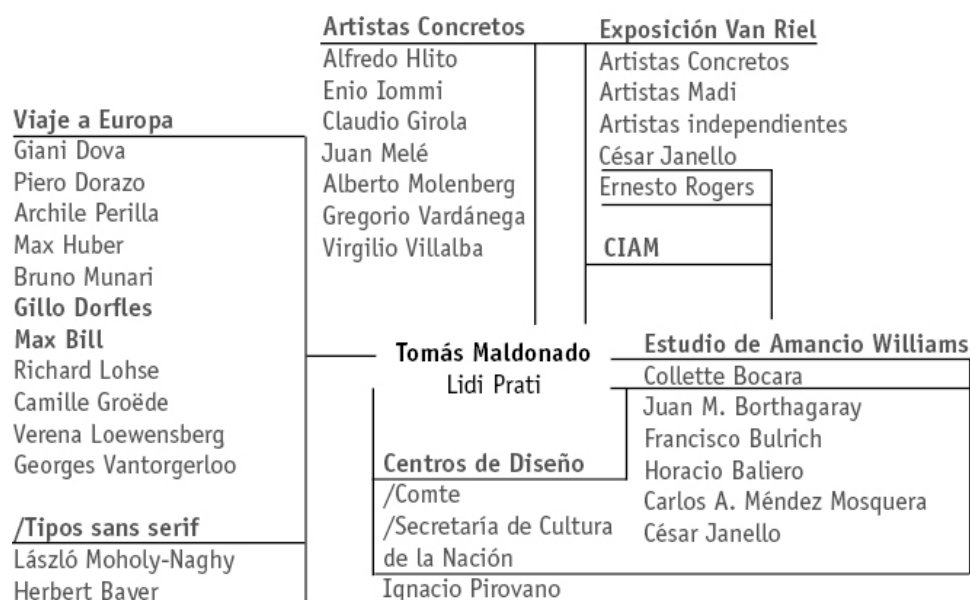 Artistas Concretos
Alfredo Hlito
Enio Iommi
Claudio Girola
Juan Melé
Alberto Molenberg
Gregorio Vardánega
Virgilio Villalba
Exposición Van Riel
Artistas Concretos
Artistas Madi
Artistas independientes
César Janello
Ernesto Rogers
CIAM
Viaje a Europa
Giani Dova
Piero Dorazo
Archile Perilla
Max Huber
Bruno Munari
Gillo Dorfles
Max Bill
Richard Lohse
Camille Groëde
Verena Loewensberg
Georges Vantorgerloo
/Tipos sans serif
László Moholy-Naghy
Herbert Bayer
Tomás Maldonado
Lidi Prati
Centros de Diseño
/Comte
/Secretaría de Cultura
de la Nación
Ignacio Pirovano
Estudio de Amancio Williams
Collette Bocara
Juan M. Borthagaray
Francisco Bulrich
Horacio Baliero
Carlos A. Méndez Mosquera
César Janello